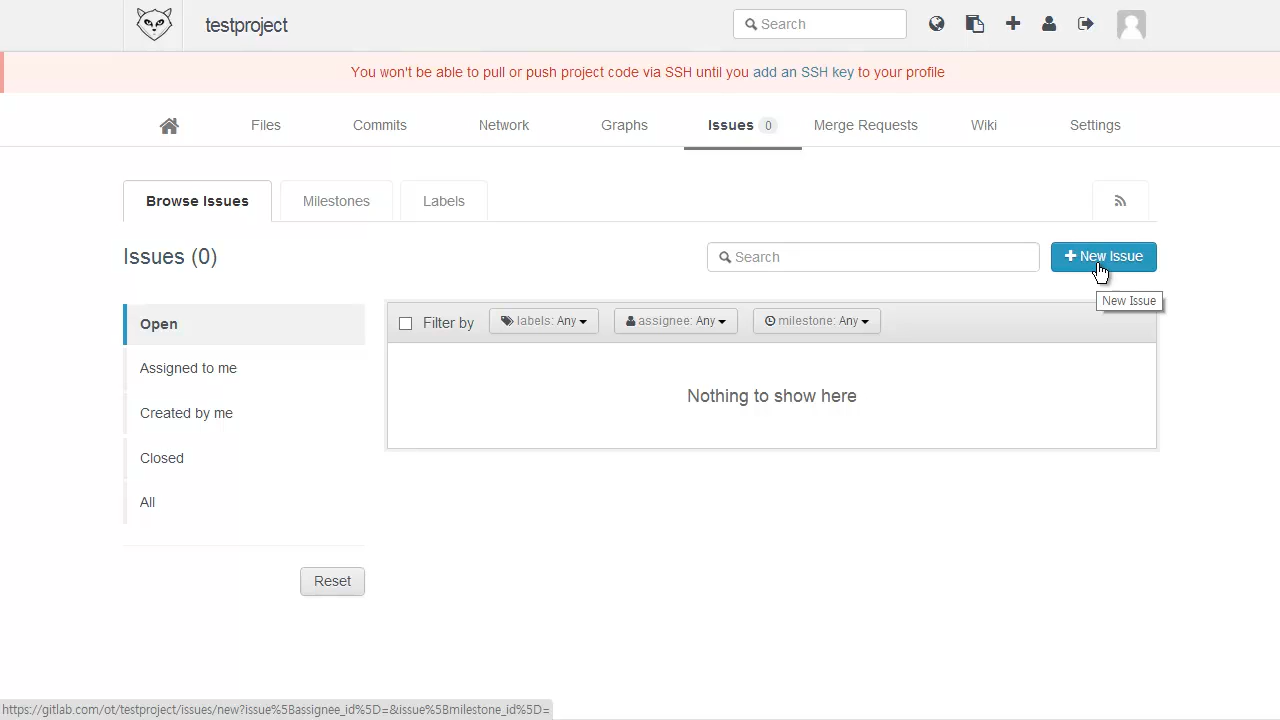 testproject
Search
You won't be able to pull or push project code via SSH until you add an SSH key to your profile
Files
Commits
Network
Graphs
Issues 0
Merge Requests
Wiki
Settings
Browse Issues
Milestones
Labels
Issues (0)
Search
New Issue
New Issue
Open
Assigned to me
Created by me
Closed
All
Reset
Filter by
labels: Any
assignee: Any
milestone: Any
Nothing to show here
https://gitlab.com/ot/testproject/issues/new?issue%5Bassignee_id%5D=&issue%5Bmilestone_id%5D=